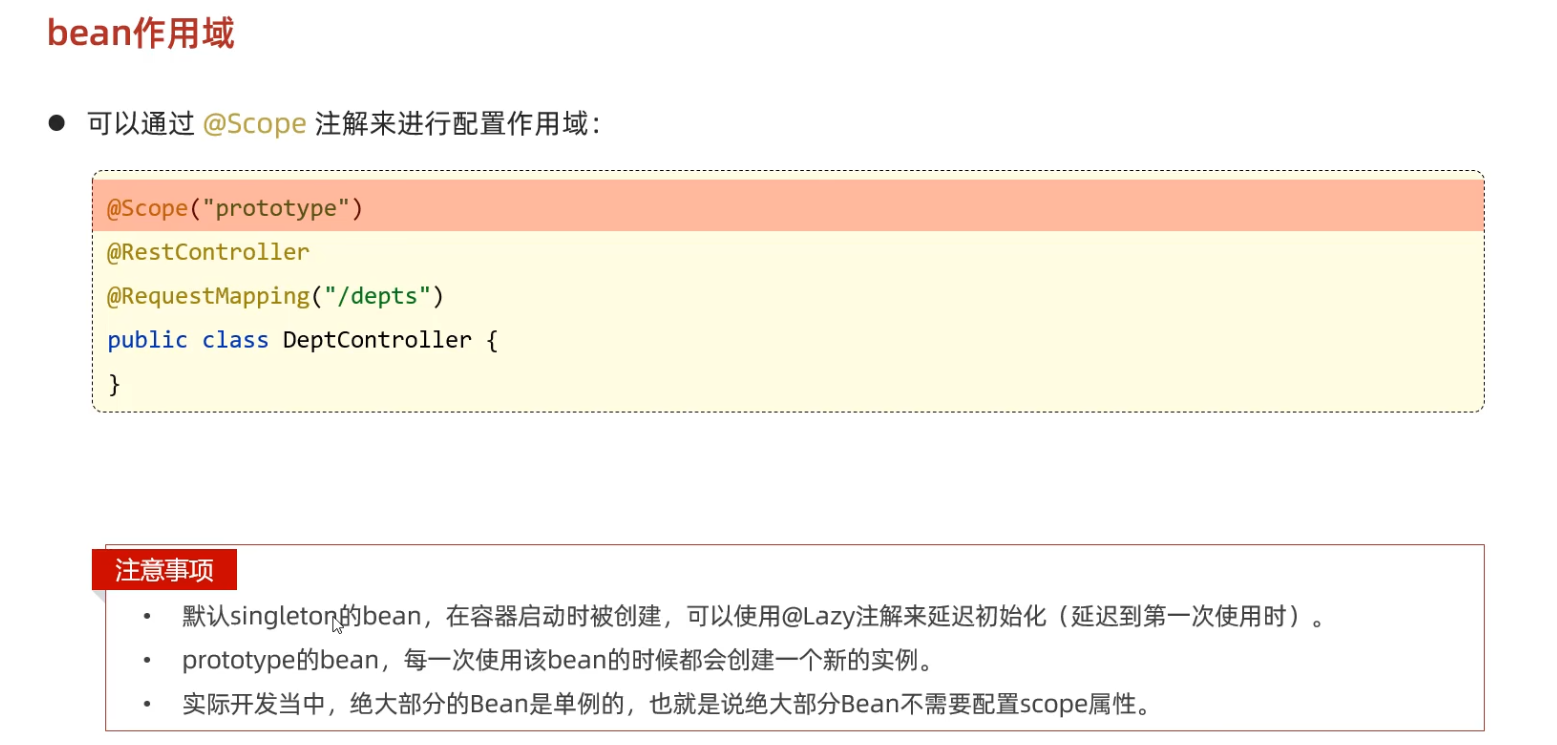 bean作用域
● 可以通过 @Scope 注解来进行配置作用域：
@Scope("prototype")
@RestController
@RequestMapping("/depts")
public class DeptController {
}
注意事项
• 默认singleton的bean，在容器启动时被创建，可以使用@Lazy注解来延迟初始化（延迟到第一次使用时）。
• prototype的bean，每一次使用该bean的时候都会创建一个新的实例。
• 实际开发当中，绝大部分的Bean是单例的，也就是说绝大部分Bean不需要配置scope属性。